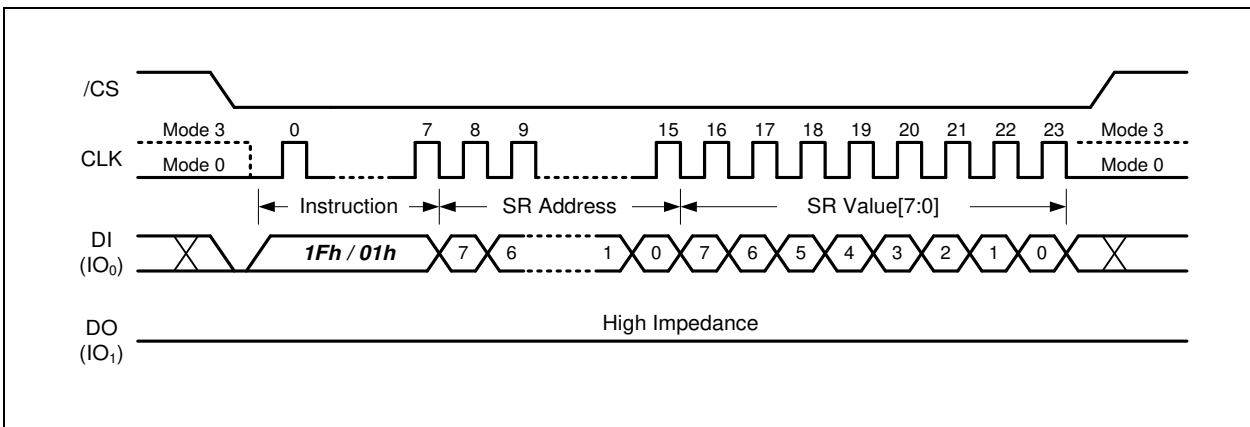 /CS
Mode 3 0 7 8 9 15 16 17 18 19 20 21 22 23 Mode 3
CLK
Mode 0 Mode 0
Instruction SR Address SR Value[7:0]
DI
(IO₀)
1Fh / 01h 7 6 1 0 7 6 5 4 3 2 1 0
High Impedance
DO
(IO₁)